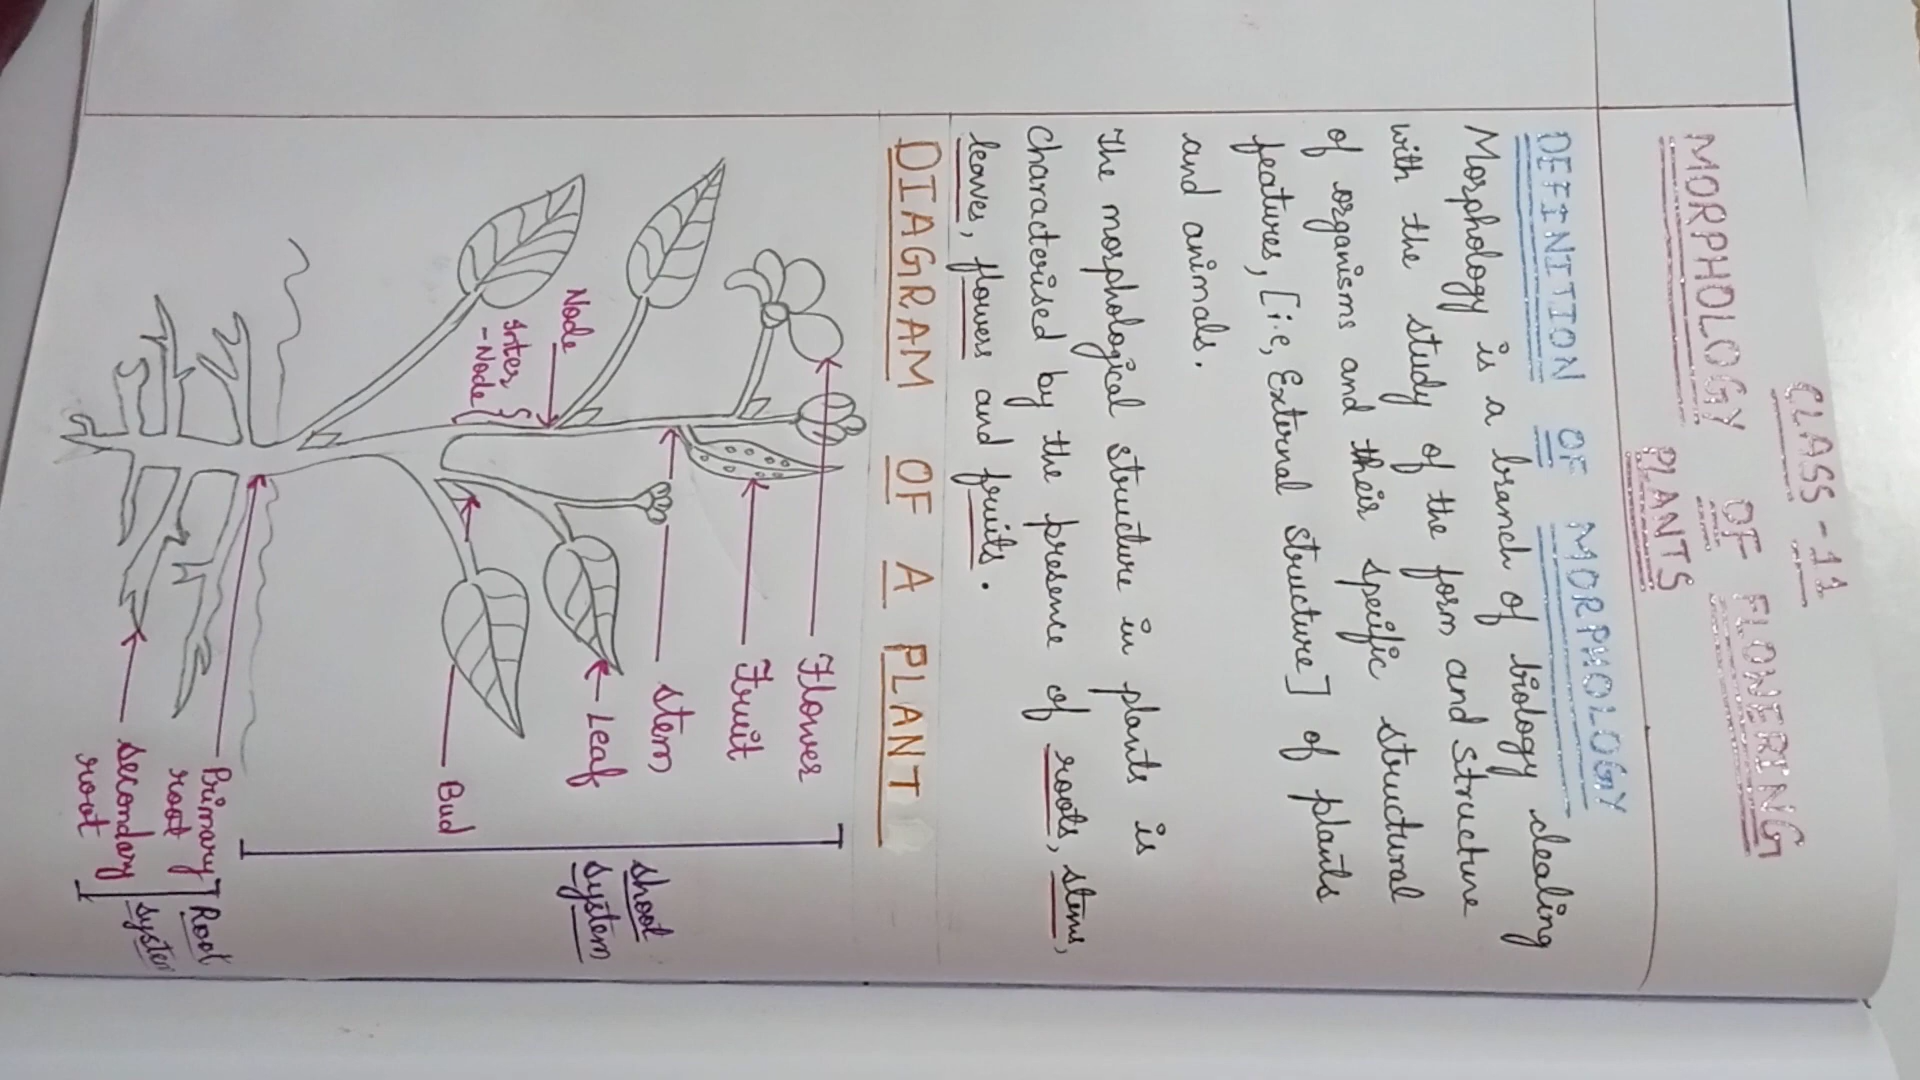 CLASS-11
MORPHOLOGY OF FLOWERING
PLANTS
DEFINITION OF MORPHOLOGY
Morphology is a branch of biology dealing
with the study of the form and structure
of organisms and their specific structural
features, [i.e, External structure] of plants
and animals.
The morphological structure in plants is
characterised by the presence of roots, stems,
leaves, flowers and fruits.
DIAGRAM OF A PLANT
Flower
Fruit
stem
Leaf
Node
Inter
-Node
Bud
shoot
system
Primary
root
secondary
root
Root
system